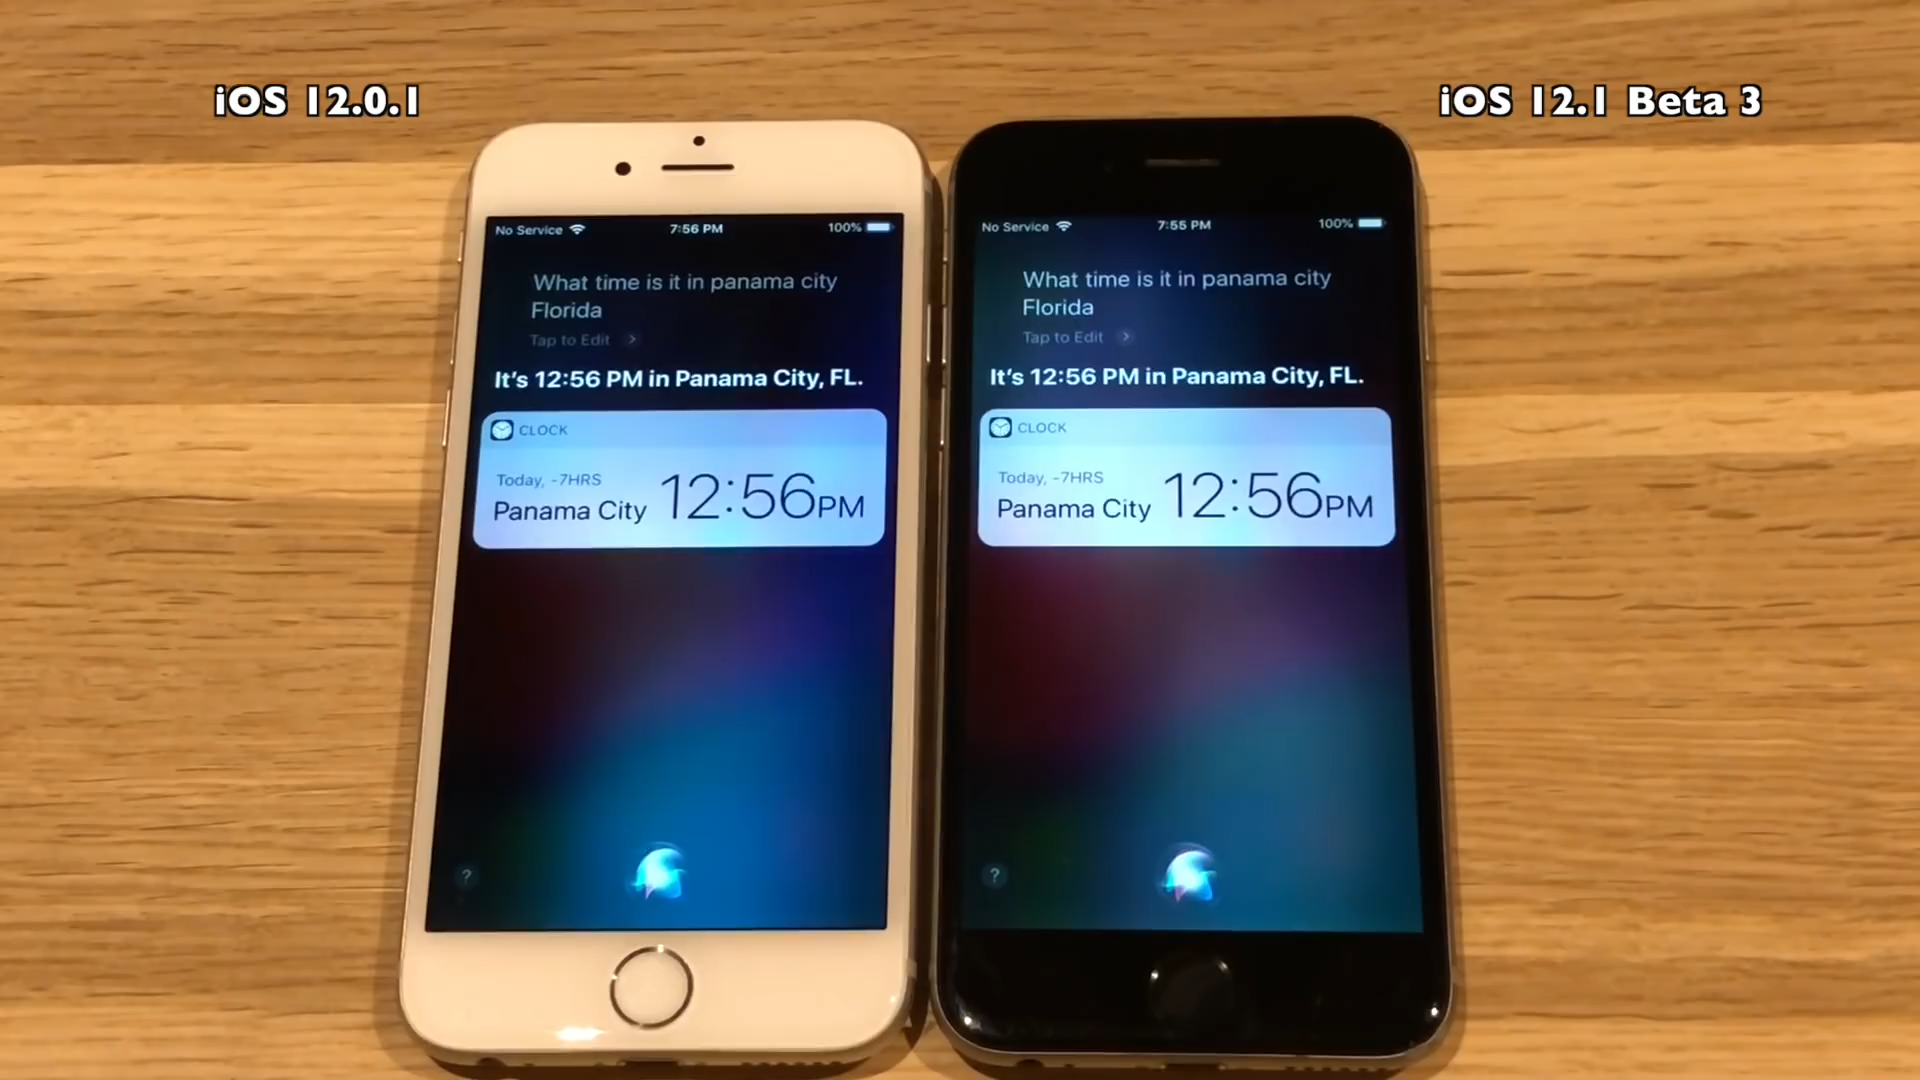 iOS 12.0.1
iOS 12.1 Beta 3
No Service 7:56 PM 100%
What time is it in panama city
Florida
Tap to Edit >
It's 12:56 PM in Panama City, FL.
CLOCK
Today, -7HRS
Panama City 12:56PM
?
No Service 7:55 PM 100%
What time is it in panama city
Florida
Tap to Edit >
It's 12:56 PM in Panama City, FL.
CLOCK
Today, -7HRS
Panama City 12:56PM
?